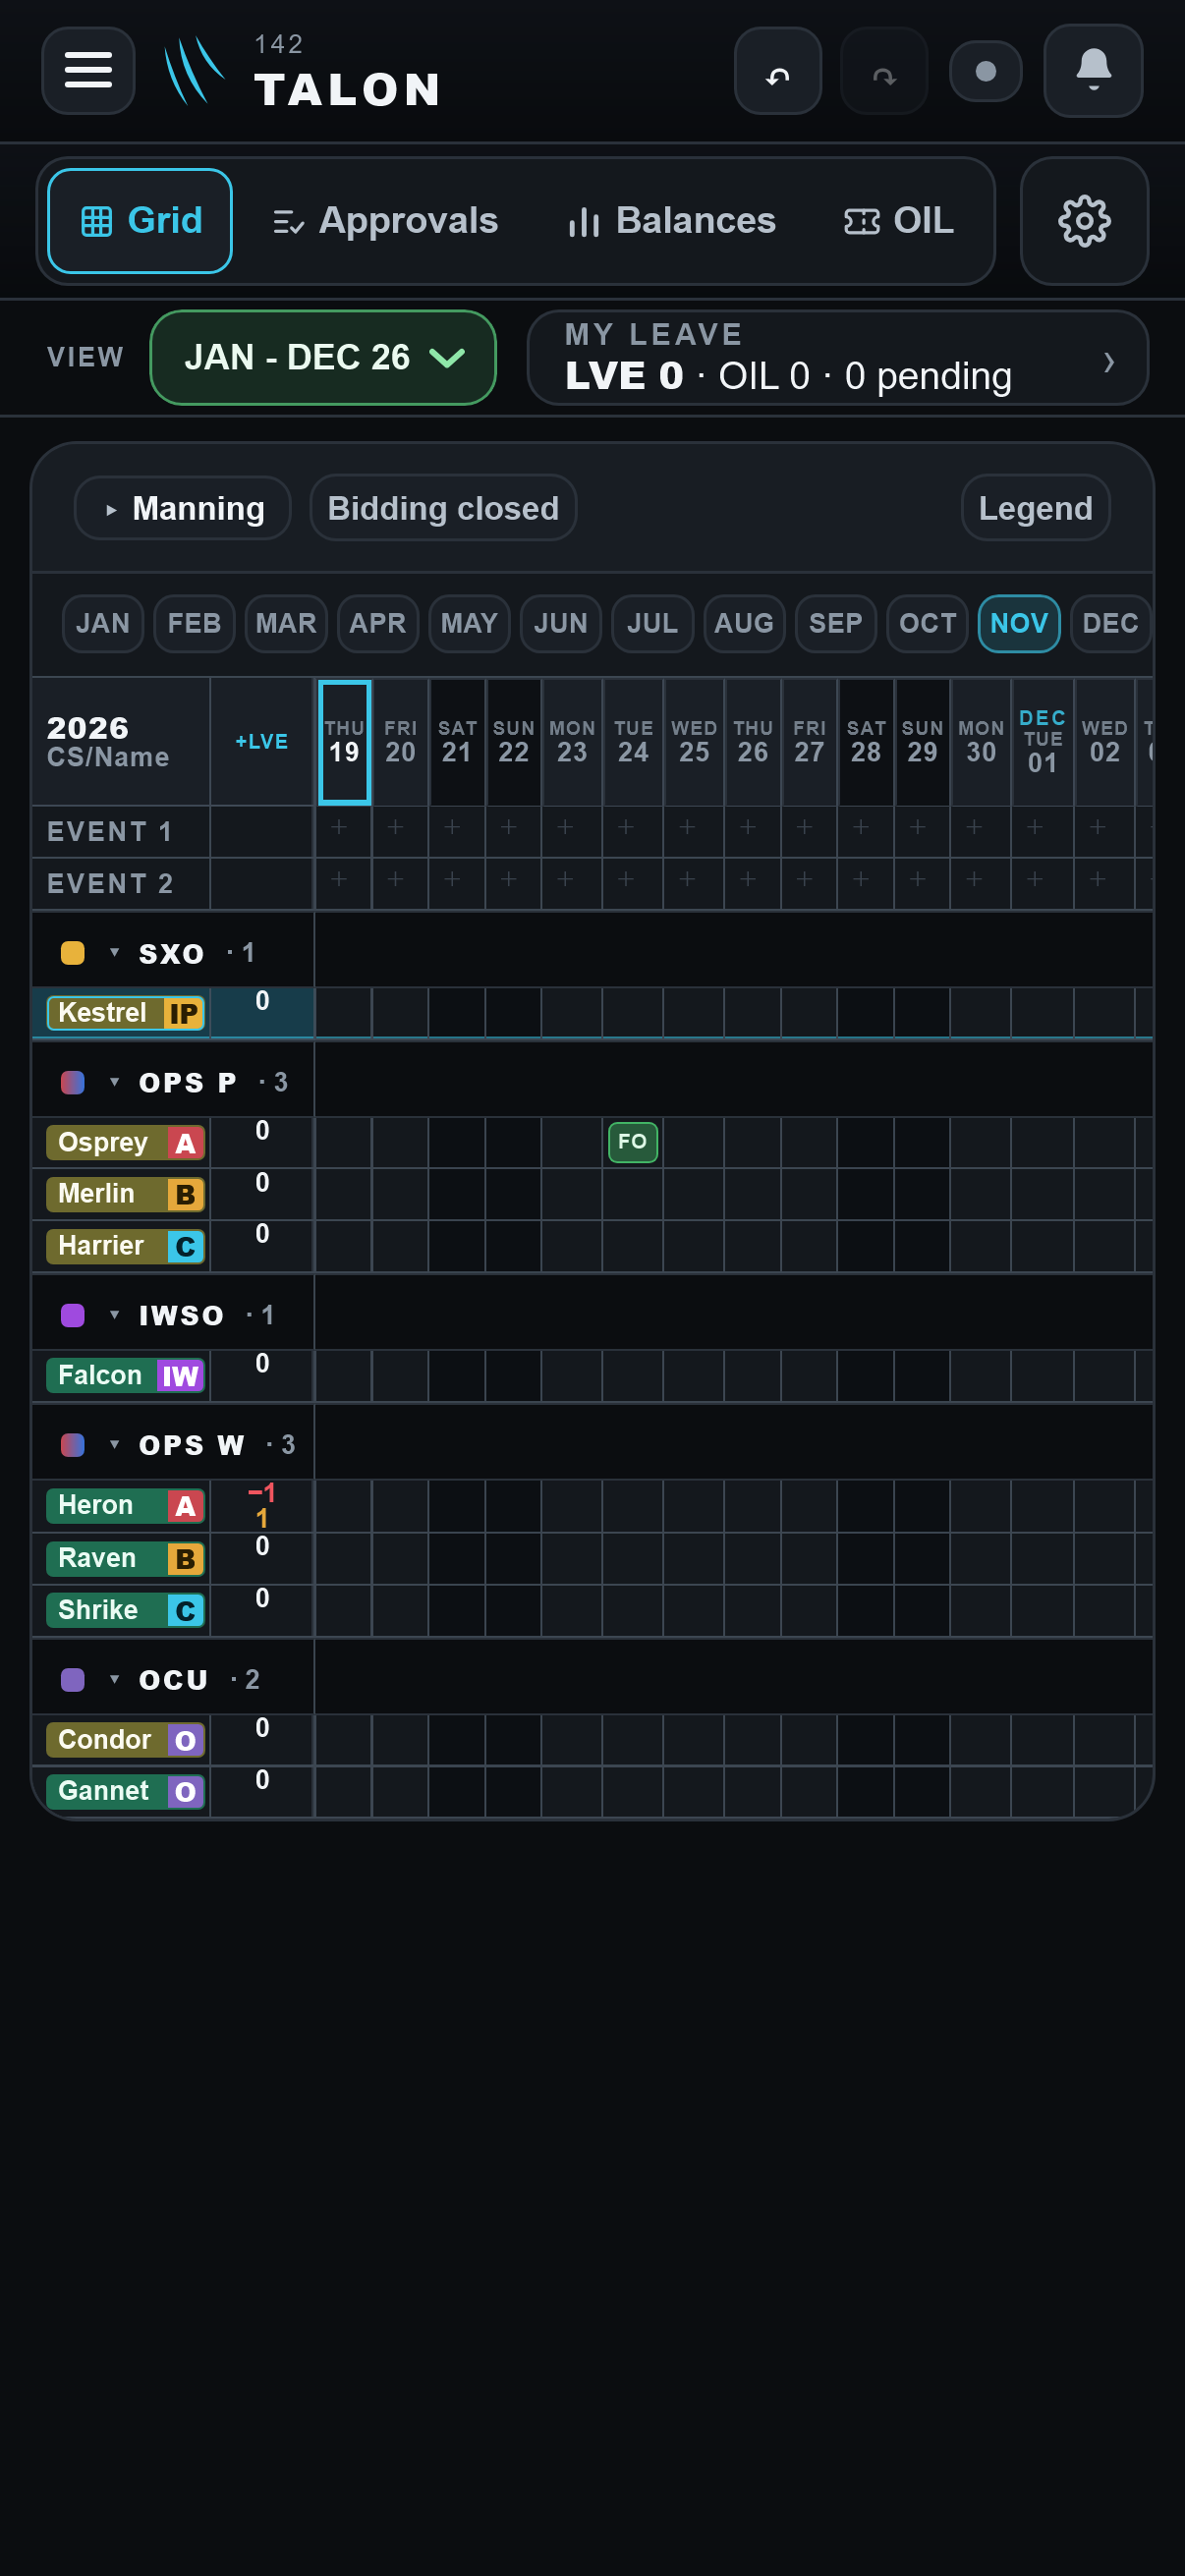 142
TALON
Grid Approvals Balances OIL
VIEW JAN - DEC 26
MY LEAVE
LVE 0 · OIL 0 · 0 pending ›
▸ Manning Bidding closed Legend
JAN FEB MAR APR MAY JUN JUL AUG SEP OCT NOV DEC
2026
CS/Name
+LVE
THU 19
FRI 20
SAT 21
SUN 22
MON 23
TUE 24
WED 25
THU 26
FRI 27
SAT 28
SUN 29
MON 30
DEC TUE 01
WED 02
EVENT 1 + + + + + + + + + + + + + +
EVENT 2 + + + + + + + + + + + + + +
▾ SXO · 1
Kestrel IP 0
▾ OPS P · 3
Osprey A 0 FO
Merlin B 0
Harrier C 0
▾ IWSO · 1
Falcon IW 0
▾ OPS W · 3
Heron A −1 1
Raven B 0
Shrike C 0
▾ OCU · 2
Condor O 0
Gannet O 0